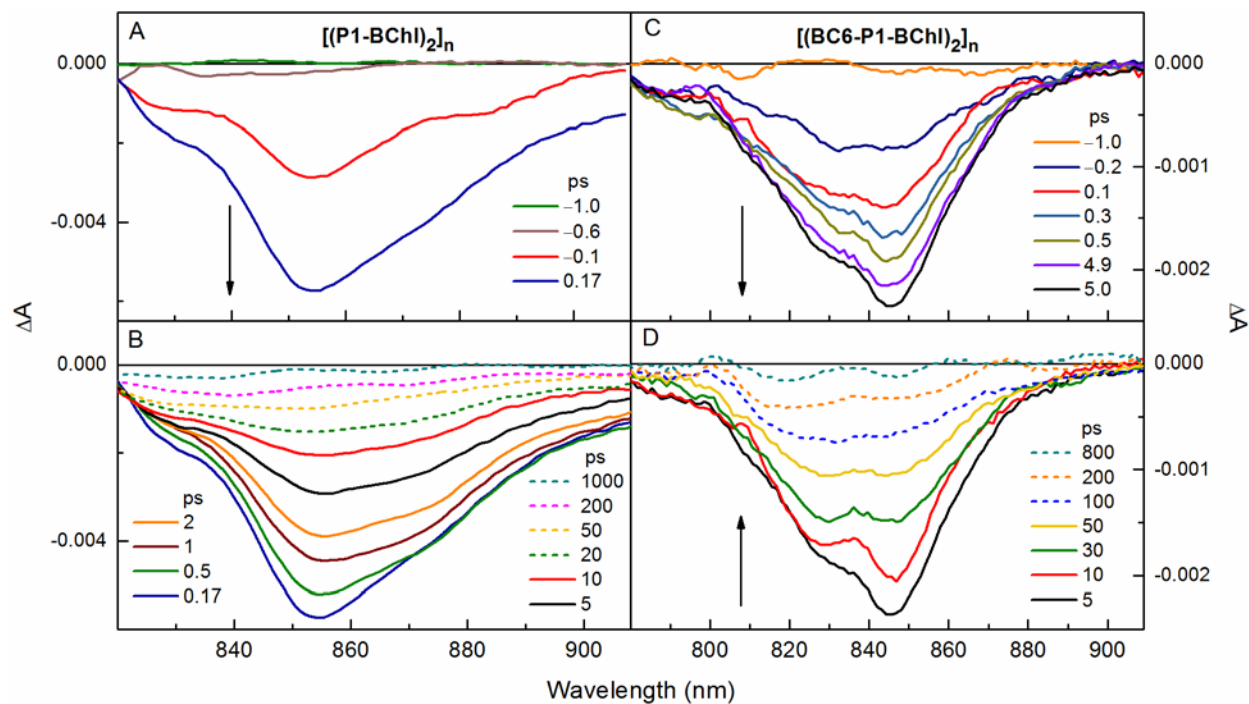 A
[(P1-BChl)2]n
0.000
-0.004
ps
–1.0
–0.6
–0.1
0.17
C
[(BC6-P1-BChl)2]n
0.000
-0.001
-0.002
ps
–1.0
–0.2
0.1
0.3
0.5
4.9
5.0
ΔA
ΔA
B
0.000
-0.004
ps
2
1
0.5
0.17
ps
1000
200
50
20
10
5
D
0.000
-0.001
-0.002
ps
800
200
100
50
30
10
5
840 860 880 900
800 820 840 860 880 900
Wavelength (nm)